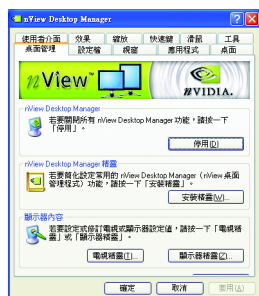 nView Desktop Manager
使用者介面 效果 縮放 快速鍵 滑鼠 工具
桌面管理 設定檔 視窗 應用程式 桌面
nView™
nVIDIA.
nView Desktop Manager
若要關閉所有 nView Desktop Manager 功能，請按一下
「停用」。
停用(D)
nView Desktop Manager 精靈
若要簡化設定常用的 nView Desktop Manager (nView 桌面
管理程式) 功能，請按一下「安裝精靈」。
安裝精靈(W)...
顯示器內容
若要設定或修訂電視或顯示器設定值，請按一下「電視精
靈」或「顯示器精靈」。
電視精靈(T)... 顯示器精靈(Z)...
確定 取消 套用(A)